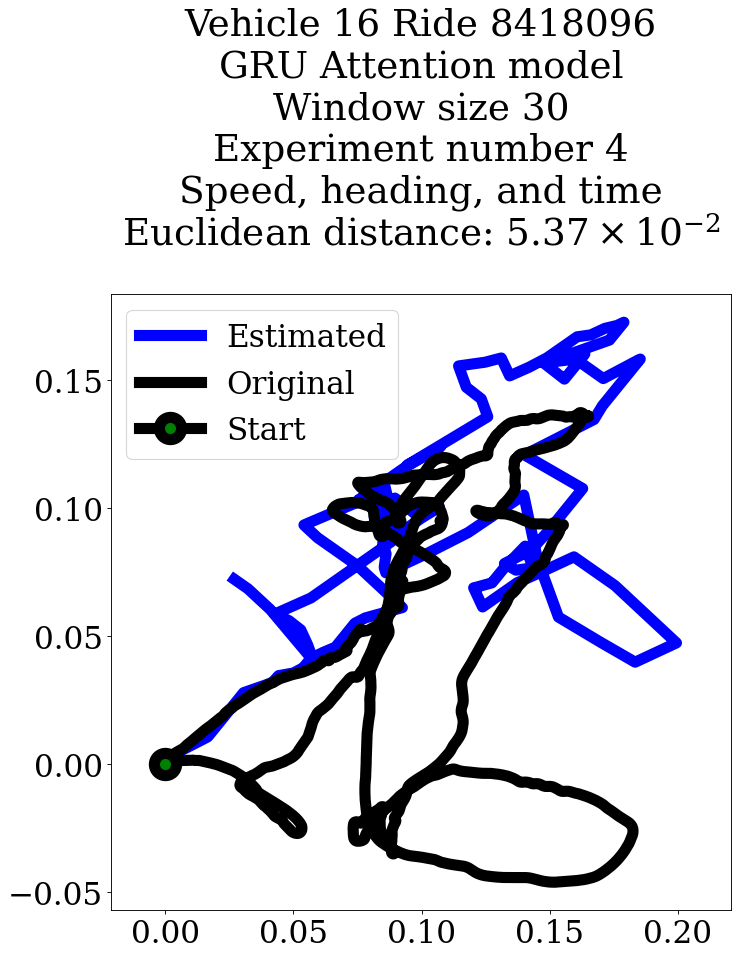 Vehicle 16 Ride 8418096
GRU Attention model
Window size 30
Experiment number 4
Speed, heading, and time
Euclidean distance: 5.37 × 10⁻²
Estimated
Original
Start
0.15
0.10
0.05
0.00
−0.05
0.00 0.05 0.10 0.15 0.20